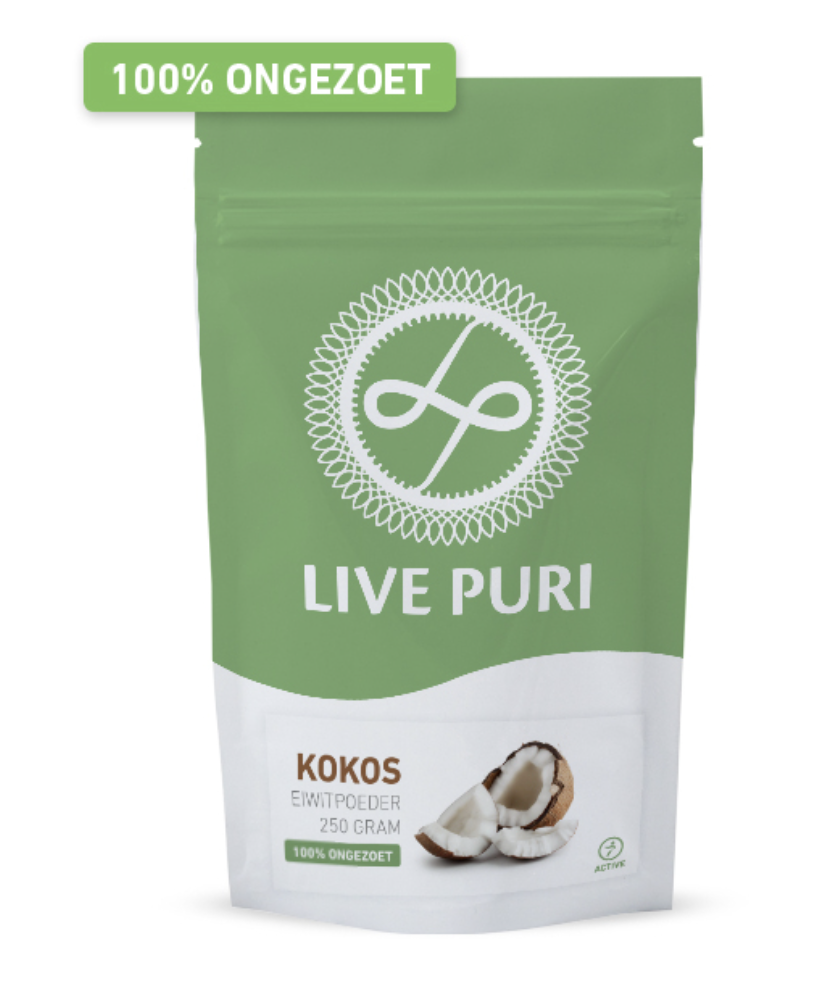 100% ONGEZOET
LIVE PURI
KOKOS
EIWITPOEDER
250 GRAM
100% ONGEZOET
ACTIVE